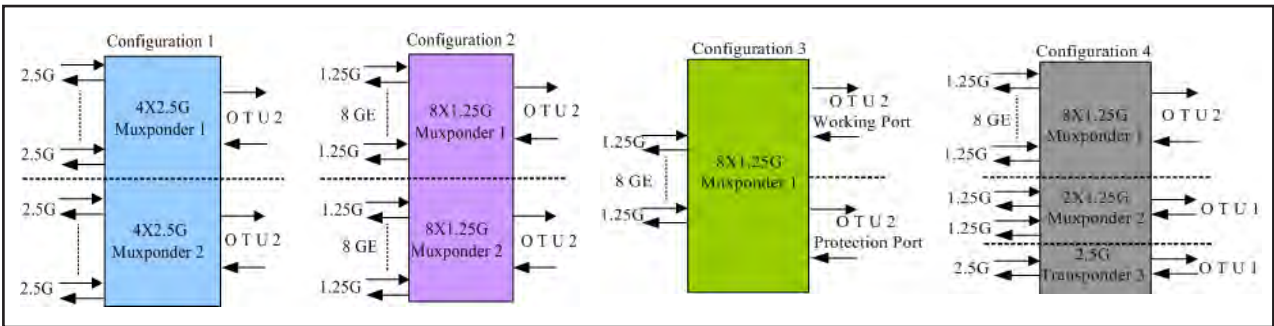 Configuration 1
2.5G
2.5G
4X2.5G
Muxponder 1
O T U 2
2.5G
2.5G
4X2.5G
Muxponder 2
O T U 2
Configuration 2
1.25G
8 GE
1.25G
8X1.25G
Muxponder 1
O T U 2
1.25G
8 GE
1.25G
8X1.25G
Muxponder 2
O T U 2
Configuration 3
1.25G
8 GE
1.25G
8X1.25G
Muxponder 1
O T U 2
Working Port
O T U 2
Protection Port
Configuration 4
1.25G
8 GE
1.25G
8X1.25G
Muxponder 1
O T U 2
1.25G
1.25G
2X1.25G
Muxponder 2
O T U 1
2.5G
2.5G
Transponder 3
O T U 1